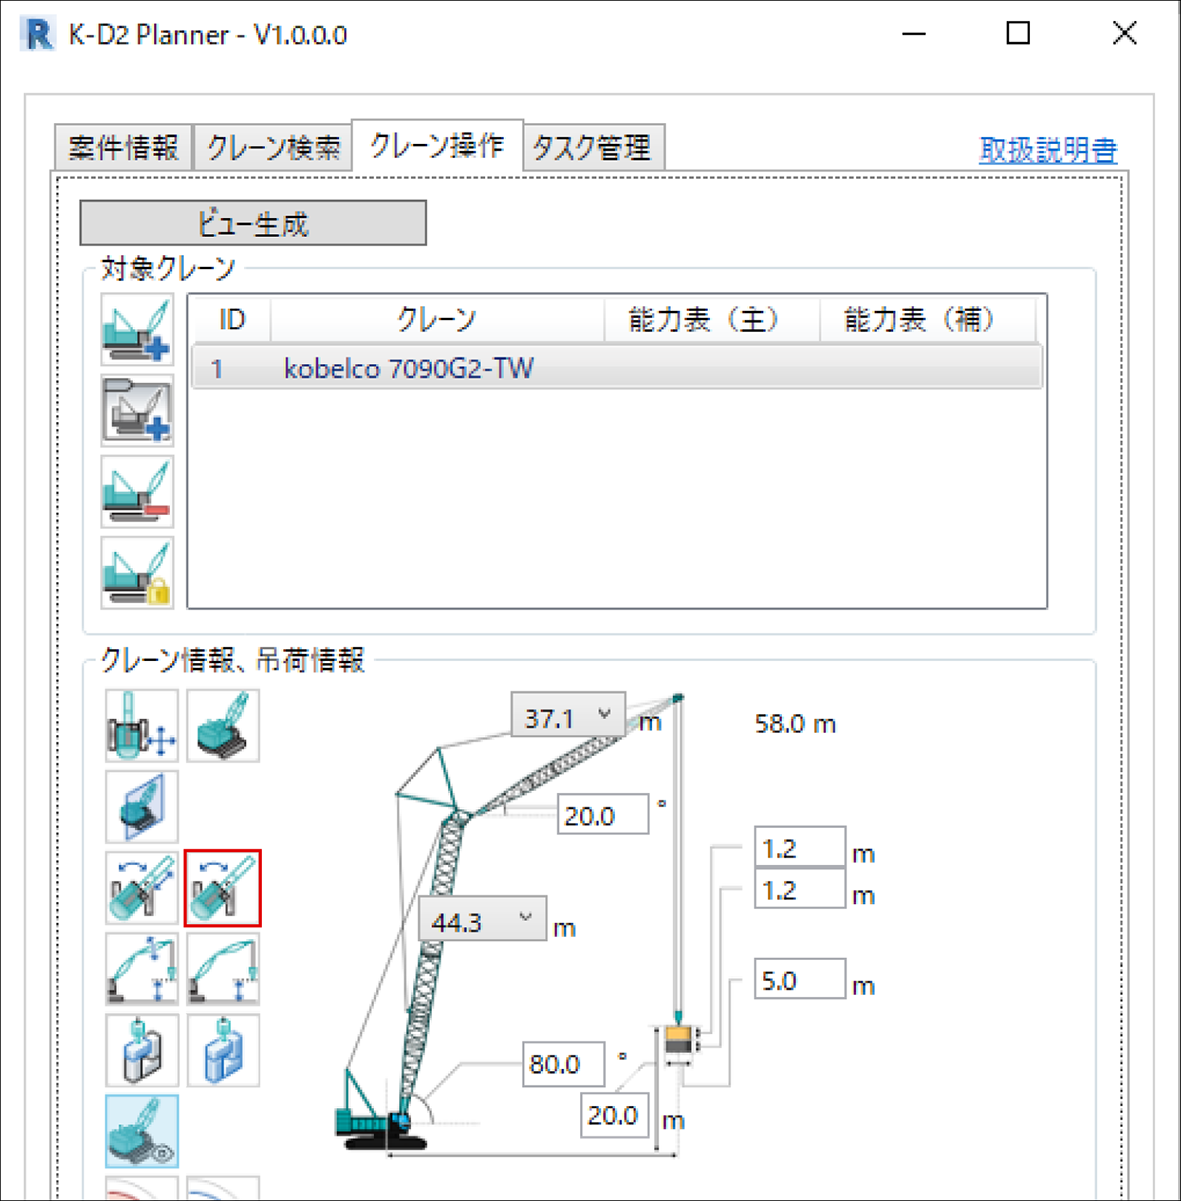 K-D2 Planner - V1.0.0.0
案件情報 クレーン検索 クレーン操作 タスク管理 取扱説明書
ビュー生成
対象クレーン
ID クレーン 能力表（主） 能力表（補）
1 kobelco 7090G2-TW
クレーン情報、吊荷情報
37.1 m 58.0 m
20.0 °
1.2 m
1.2 m
44.3 m
5.0 m
80.0 °
20.0 m